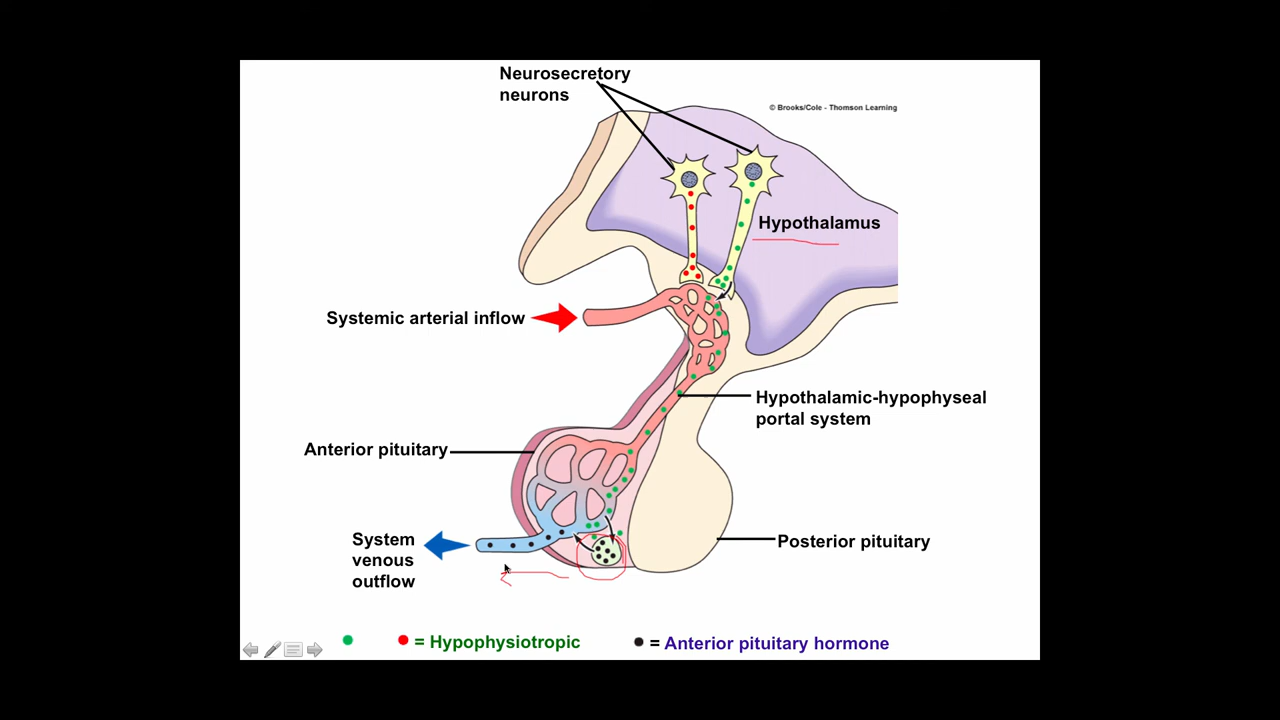 Neurosecretory
neurons
© Brooks/Cole - Thomson Learning
Hypothalamus
Systemic arterial inflow
Hypothalamic-hypophyseal
portal system
Anterior pituitary
System
venous
outflow
Posterior pituitary
= Hypophysiotropic
= Anterior pituitary hormone